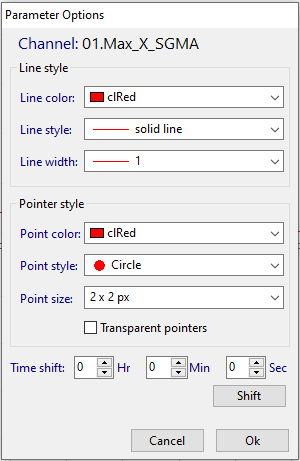 Parameter Options
Channel: 01.Max_X_SGMA
Line style
Line color: clRed
Line style: solid line
Line width: 1
Pointer style
Point color: clRed
Point style: Circle
Point size: 2 x 2 px
Transparent pointers
Time shift: 0 Hr 0 Min 0 Sec
Shift
Cancel Ok